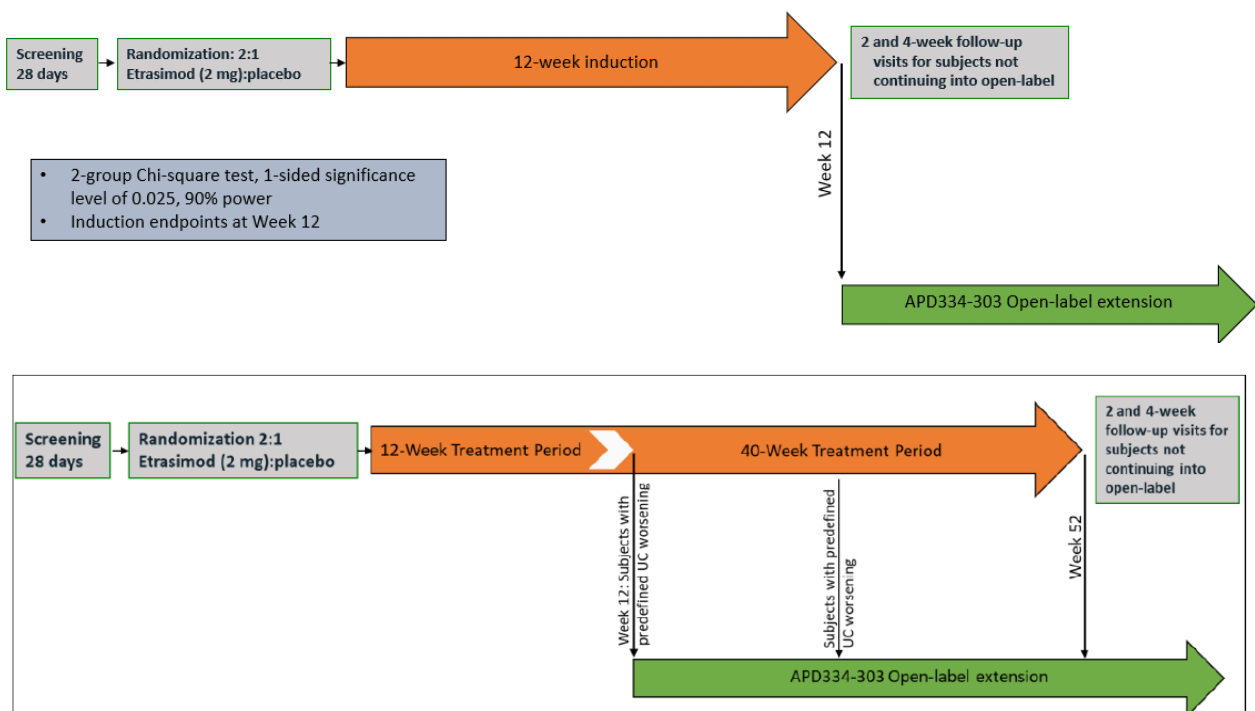 Screening
28 days
Randomization: 2:1
Etrasimod (2 mg):placebo
12-week induction
2 and 4-week follow-up
visits for subjects not
continuing into open-label
Week 12
• 2-group Chi-square test, 1-sided significance
level of 0.025, 90% power
• Induction endpoints at Week 12
APD334-303 Open-label extension
Screening
28 days
Randomization 2:1
Etrasimod (2 mg):placebo
12-Week Treatment Period
40-Week Treatment Period
2 and 4-week
follow-up visits for
subjects not
continuing into
open-label
Week 12: Subjects with
predefined UC worsening
Subjects with predefined
UC worsening
Week 52
APD334-303 Open-label extension